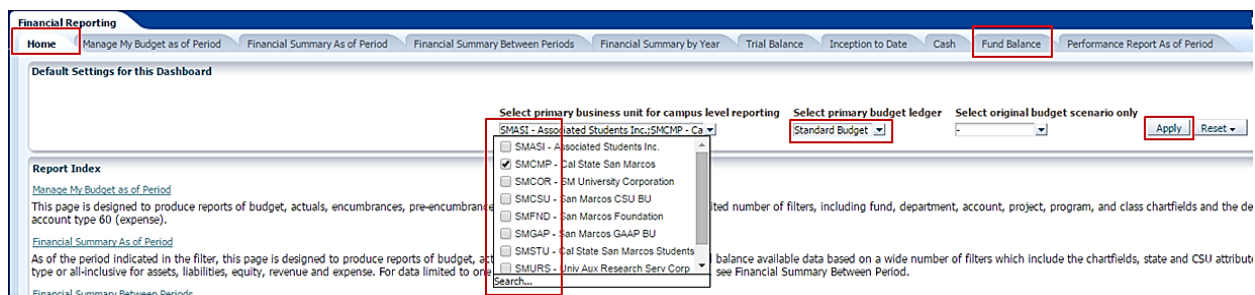 Financial Reporting
Home Manage My Budget as of Period Financial Summary As of Period Financial Summary Between Periods Financial Summary by Year Trial Balance Inception to Date Cash Fund Balance Performance Report As of Period
Default Settings for this Dashboard
Select primary business unit for campus level reporting Select primary budget ledger Select original budget scenario only
SMASI - Associated Students Inc.;SMCMP - Ca Standard Budget - Apply Reset
SMASI - Associated Students Inc.
SMCMP - Cal State San Marcos
SMCOR - SM University Corporation
SMCSU - San Marcos CSU BU
SMFND - San Marcos Foundation
SMGAP - San Marcos GAAP BU
SMSTU - Cal State San Marcos Students
SMURS - Univ Aux Research Serv Corp
Search...
Report Index
Manage My Budget as of Period
This page is designed to produce reports of budget, actuals, encumbrances, pre-encumbranc ited number of filters, including fund, department, account, project, program, and class chartfields and the de
account type 60 (expense).
Financial Summary As of Period
As of the period indicated in the filter, this page is designed to produce reports of budget, act balance available data based on a wide number of filters which include the chartfields, state and CSU attribute
type or all-inclusive for assets, liabilities, equity, revenue and expense. For data limited to one see Financial Summary Between Period.
Financial Summary Between Periods